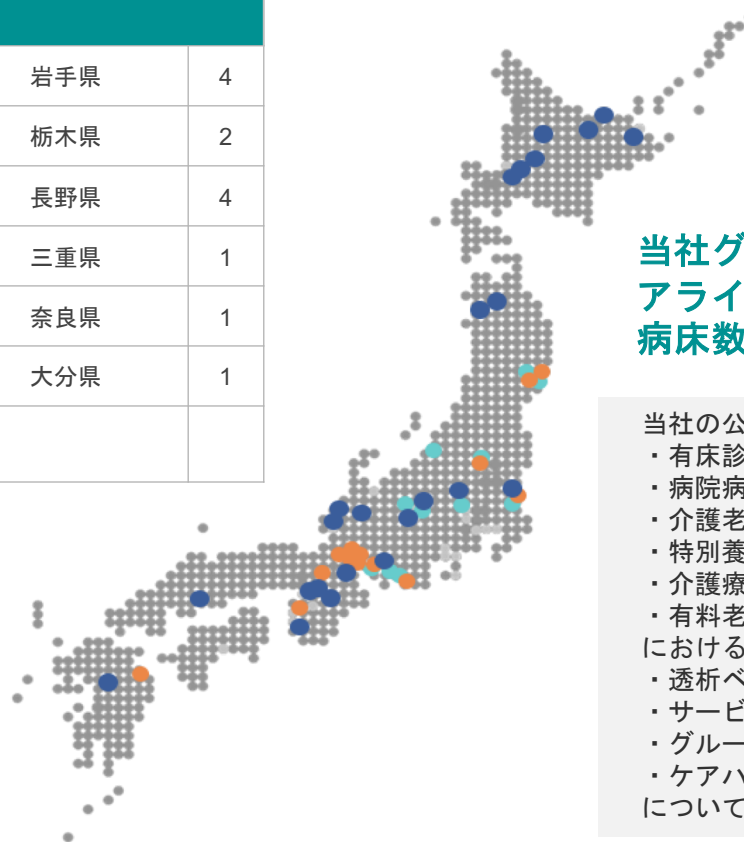 岩手県 4
栃木県 2
長野県 4
三重県 1
奈良県 1
大分県 1
当社グ
アライ
病床数
当社の公
・有床診
・病院病
・介護老
・特別養
・介護療
・有料老
における
・透析ベ
・サービ
・グルー
・ケアハ
について